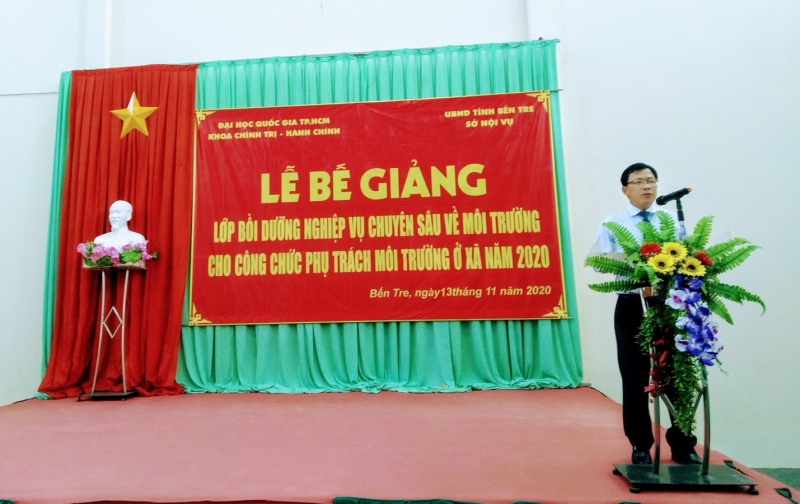 ĐẠI HỌC QUỐC GIA TP.HCM
KHOA CHÍNH TRỊ - HÀNH CHÍNH
UBND TỈNH BẾN TRE
SỞ NỘI VỤ
LỄ BẾ GIẢNG
LỚP BỒI DƯỠNG NGHIỆP VỤ CHUYÊN SÂU VỀ MÔI TRƯỜNG
CHO CÔNG CHỨC PHỤ TRÁCH MÔI TRƯỜNG Ở XÃ NĂM 2020
Bến Tre, ngày13tháng 11 năm 2020